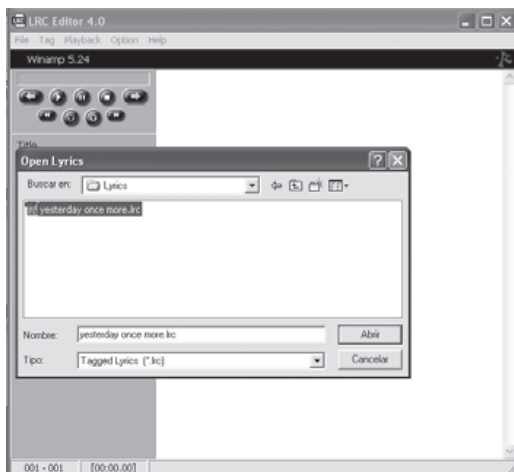 LRC Editor 4.0
File Tag Playback Option Help
Winamp 5.24
Title
Open Lyrics
Buscar en: Lyrics
yesterday once more.lrc
Nombre: yesterday once more.lrc Abrir
Tipo: Tagged Lyrics (*.lrc) Cancelar
001 - 001 [00:00.00]